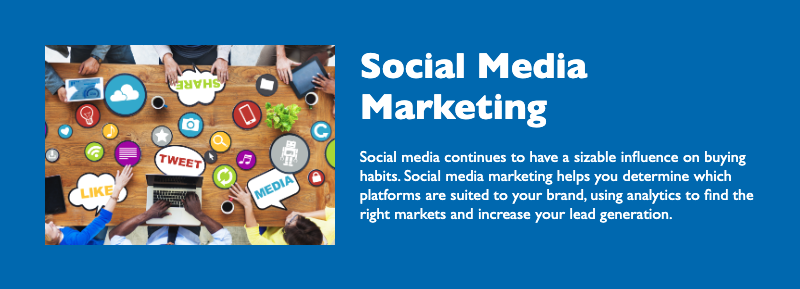 Social Media
Marketing
Social media continues to have a sizable influence on buying
habits. Social media marketing helps you determine which
platforms are suited to your brand, using analytics to find the
right markets and increase your lead generation.
SHARE
TWEET
LIKE
MEDIA